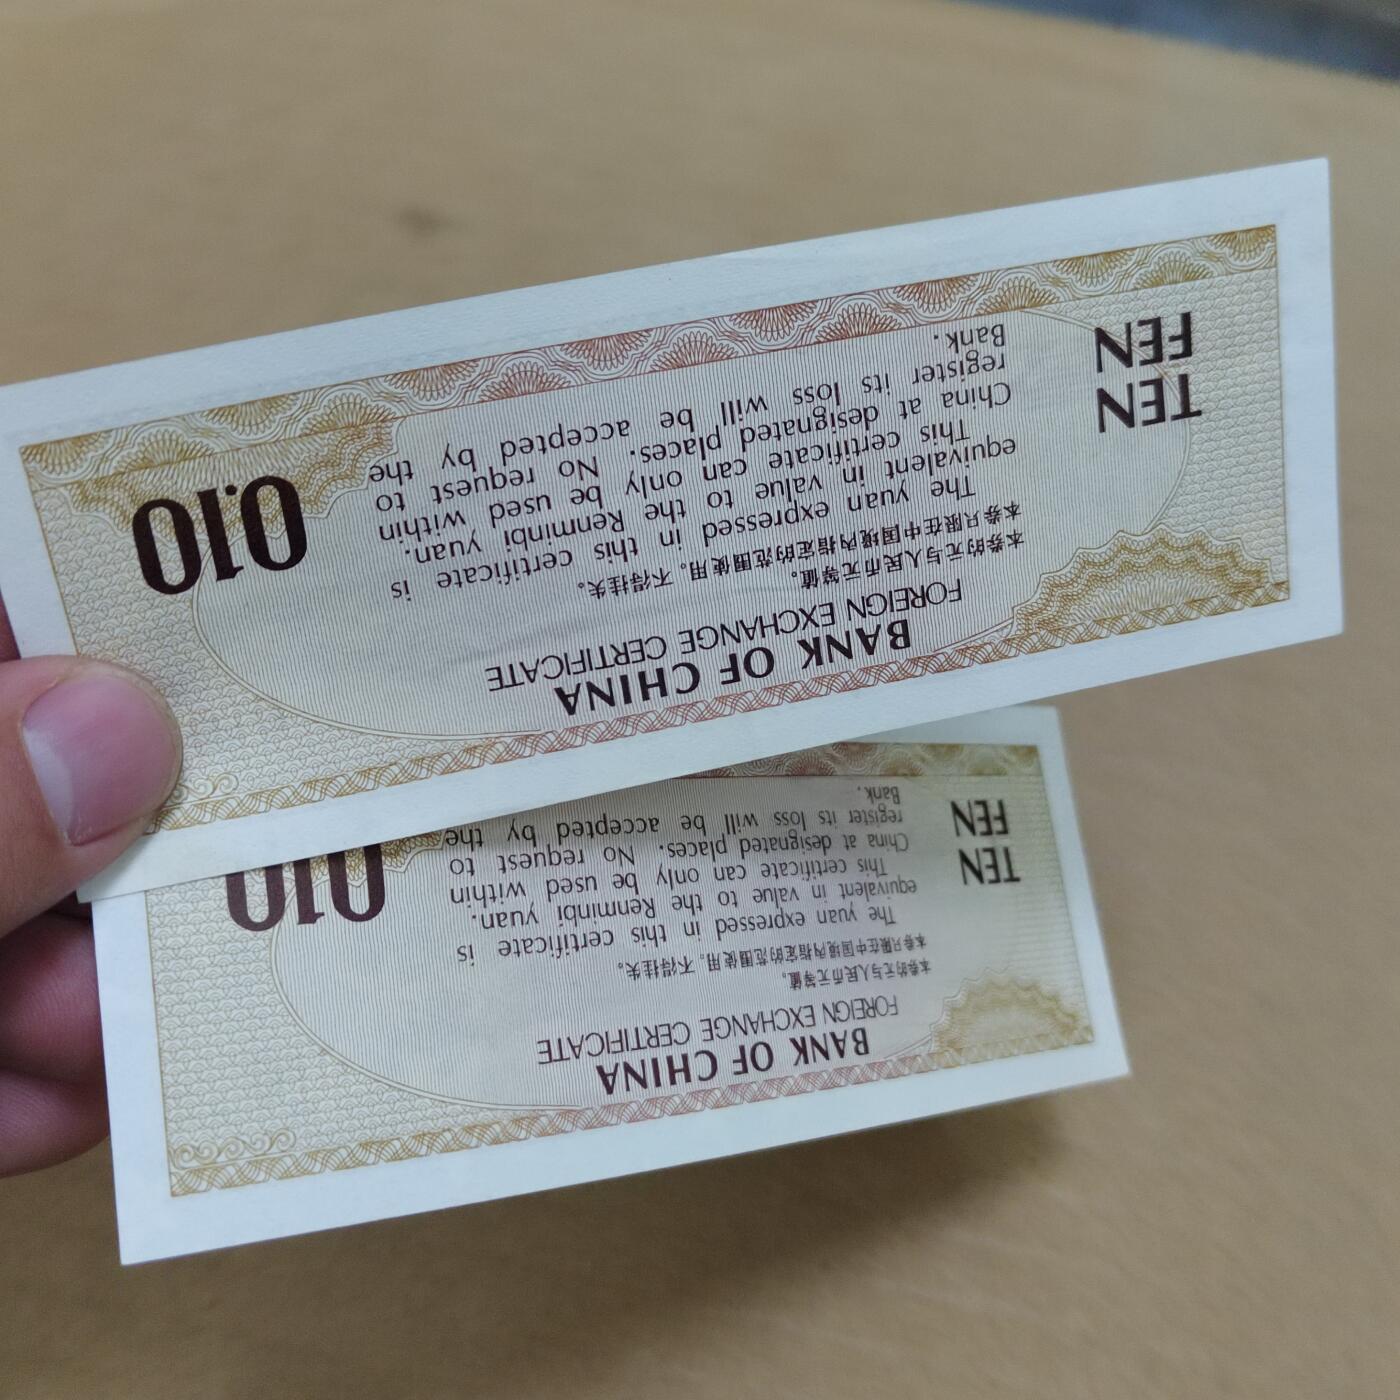 BANK OF CHINA
FOREIGN EXCHANGE CERTIFICATE
本券的元与人民币元等值。
本券只限在中国境内指定的范围使用。不得挂失。
The yuan expressed in this certificate is
equivalent in value to the Renminbi yuan.
This certificate can only be used within
China at designated places. No request to
register its loss will be accepted by the
Bank.
TEN
FEN
0.10
BANK OF CHINA
FOREIGN EXCHANGE CERTIFICATE
本券的元与人民币元等值。
本券只限在中国境内指定的范围使用。不得挂失。
The yuan expressed in this certificate is
equivalent in value to the Renminbi yuan.
This certificate can only be used within
China at designated places. No request to
register its loss will be accepted by the
Bank.
TEN
FEN
0.10